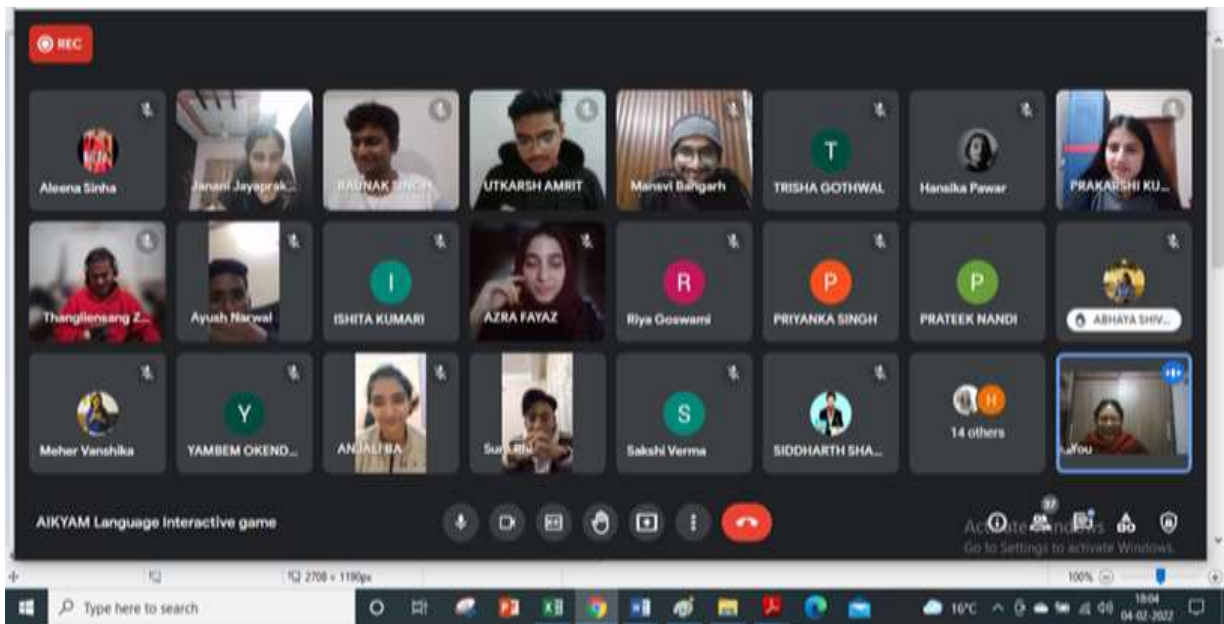 REC
Aleena Sinha
Janani Jayaprak...
RAUNAK SINGH
UTKARSH AMRIT
Mansvi Bangarh
T
TRISHA GOTHWAL
Hansika Pawar
PRAKARSHI KU...
Thangliensang Z...
Ayush Narwal
I
ISHITA KUMARI
AZRA FAYAZ
R
Riya Goswami
P
PRIYANKA SINGH
P
PRATEEK NANDI
ABHAYA SHIV...
Meher Vanshika
Y
YAMBEM OKEND...
ANJALI BA
S
Sakshi Verma
SIDDHARTH SHA...
H
14 others
You
AIKYAM Language Interactive game
37
Activate Windows
Go to Settings to activate Windows.
2708 × 1190px
100%
Type here to search
16°C
18:04
04-02-2022